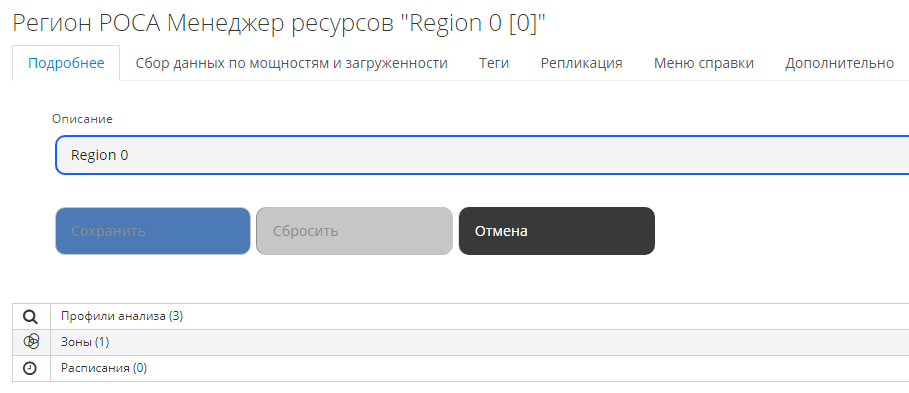 Регион РОСА Менеджер ресурсов "Region 0 [0]"
Подробнее Сбор данных по мощностям и загруженности Теги Репликация Меню справки Дополнительно
Описание
Region 0
Сохранить Сбросить Отмена
Профили анализа (3)
Зоны (1)
Расписания (0)